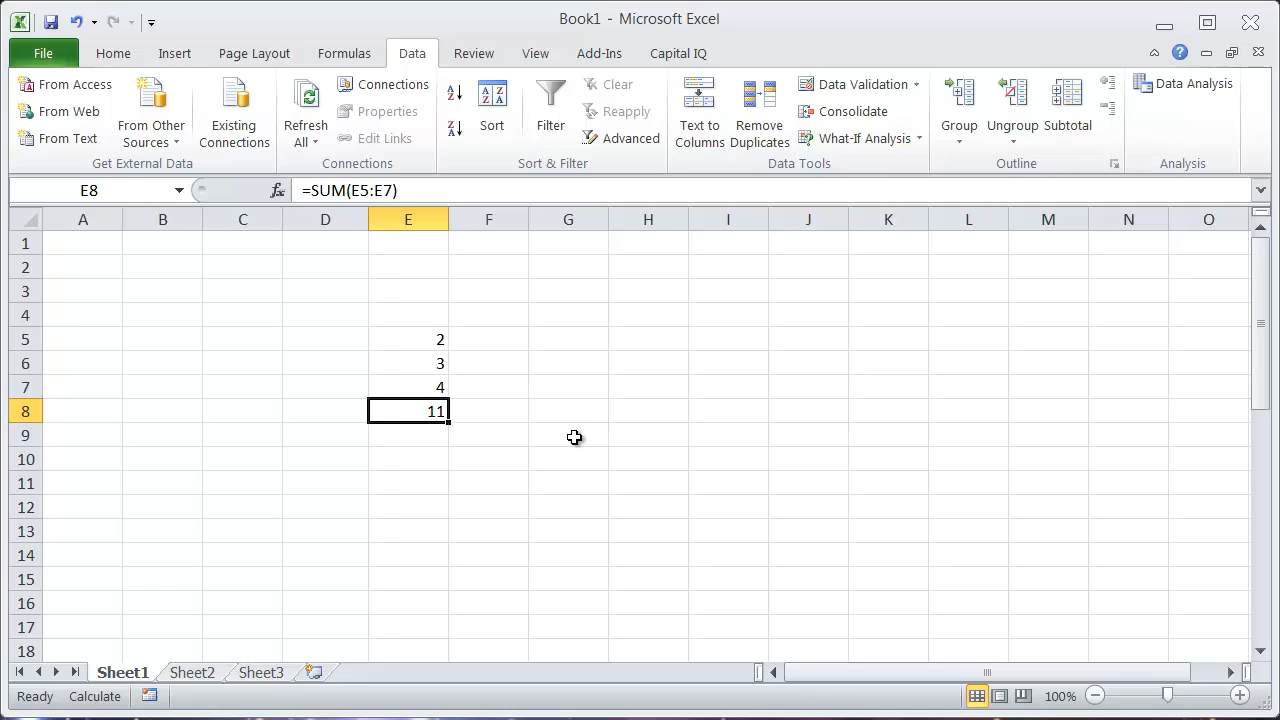 Book1 - Microsoft Excel
File Home Insert Page Layout Formulas Data Review View Add-Ins Capital IQ
From Access
From Web
From Text
From Other Sources
Existing Connections
Get External Data
Refresh All
Connections
Properties
Edit Links
Connections
Sort
Filter
Clear
Reapply
Advanced
Sort & Filter
Text to Columns
Remove Duplicates
Data Validation
Consolidate
What-If Analysis
Data Tools
Group
Ungroup
Subtotal
Outline
Data Analysis
Analysis
E8 fx =SUM(E5:E7)
A B C D E F G H I J K L M N O
1
2
3
4
5 2
6 3
7 4
8 11
9
10
11
12
13
14
15
16
17
18
Sheet1 Sheet2 Sheet3
Ready Calculate 100%